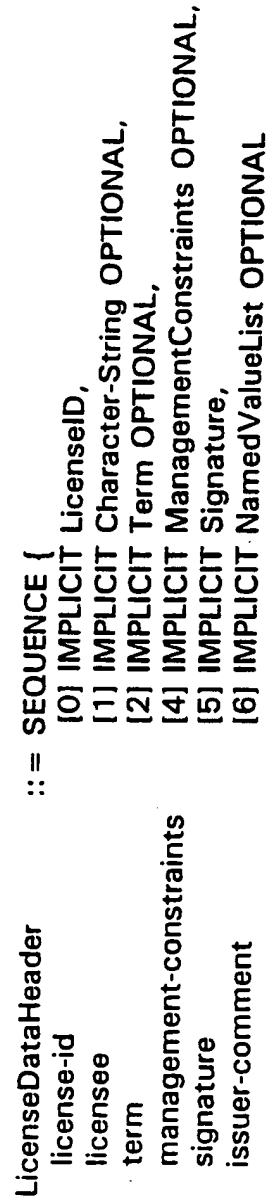 LicenseDataHeader ::= SEQUENCE {
license-id [0] IMPLICIT LicenseID,
licensee [1] IMPLICIT Character-String OPTIONAL,
term [2] IMPLICIT Term OPTIONAL,
management-constraints [4] IMPLICIT ManagementConstraints OPTIONAL,
signature [5] IMPLICIT Signature,
issuer-comment [6] IMPLICIT NamedValueList OPTIONAL